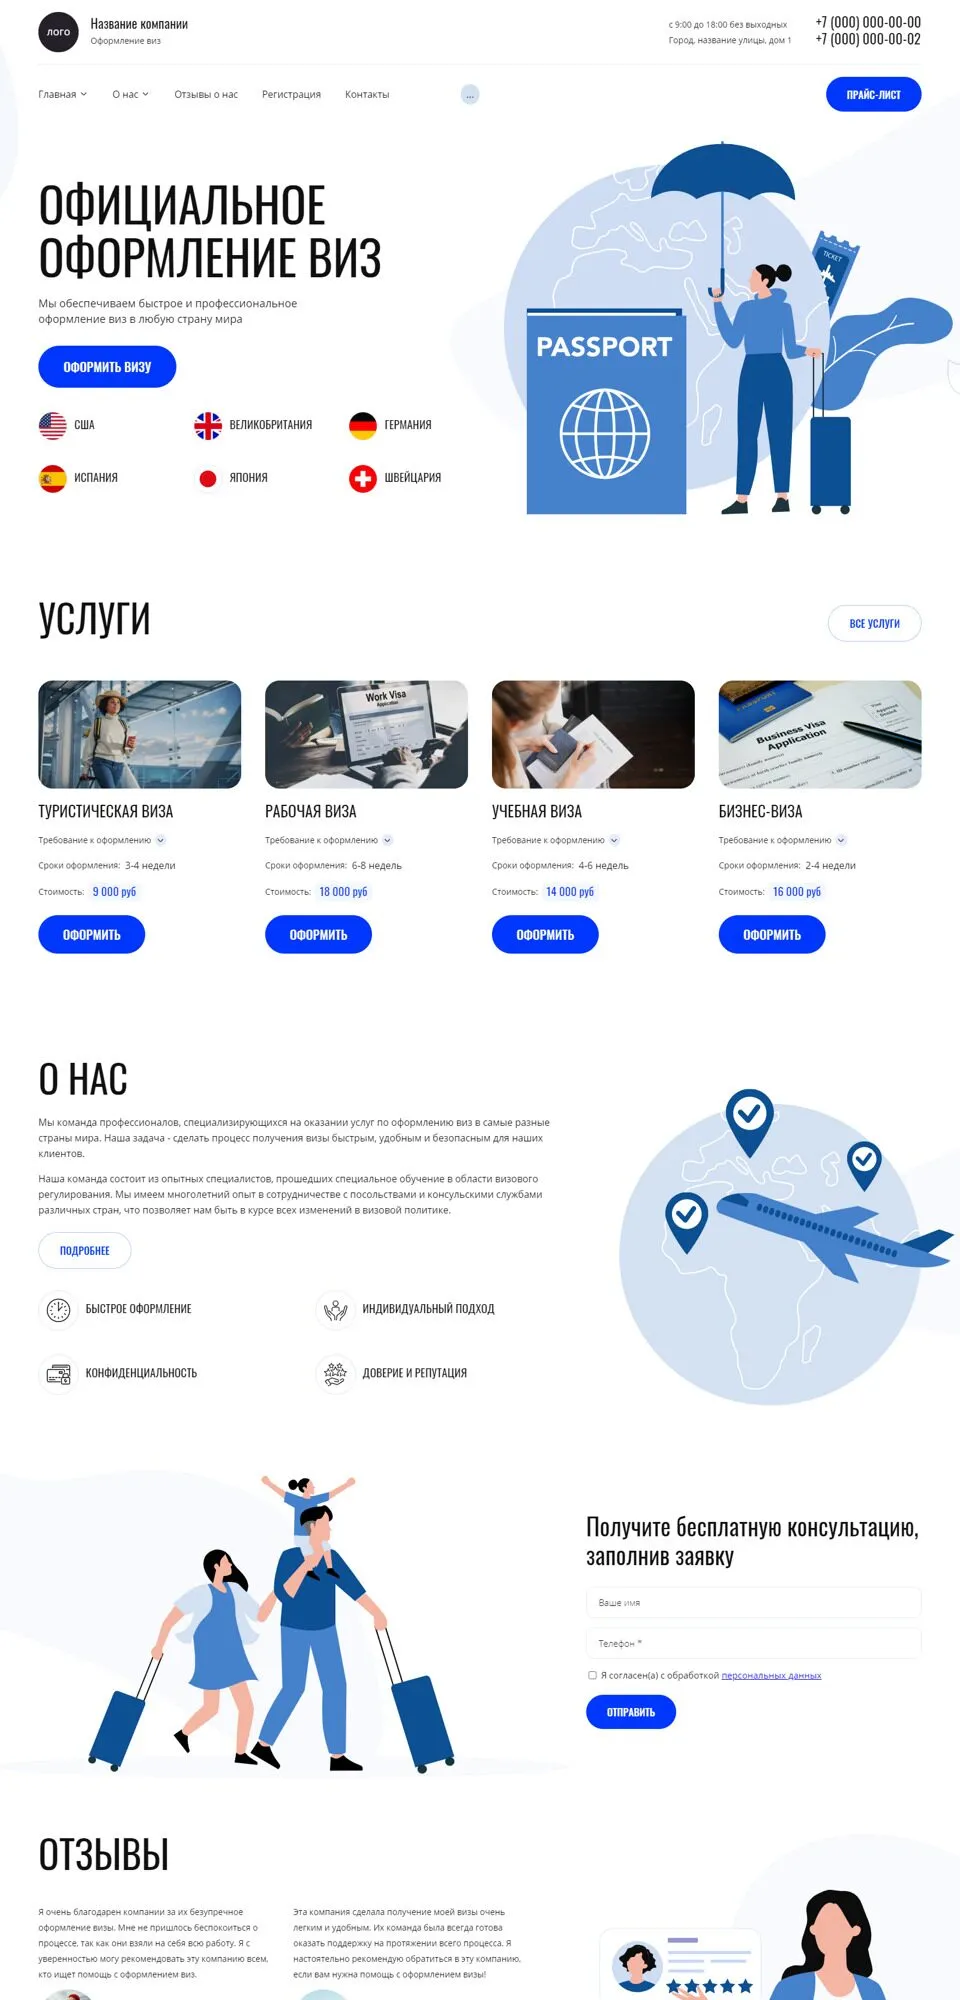 ЛОГО
Название компании
Оформление виз
с 9:00 до 18:00 без выходных
Город, название улицы, дом 1
+7 (000) 000-00-00
+7 (000) 000-00-02
Главная
О нас
Отзывы о нас
Регистрация
Контакты
...
ПРАЙС-ЛИСТ
ОФИЦИАЛЬНОЕ
ОФОРМЛЕНИЕ ВИЗ
Мы обеспечиваем быстрое и профессиональное
оформление виз в любую страну мира
ОФОРМИТЬ ВИЗУ
США
ВЕЛИКОБРИТАНИЯ
ГЕРМАНИЯ
ИСПАНИЯ
ЯПОНИЯ
ШВЕЙЦАРИЯ
TICKET
PASSPORT
УСЛУГИ
ВСЕ УСЛУГИ
Work Visa
Application
Business Visa
Application
ТУРИСТИЧЕСКАЯ ВИЗА
Требование к оформлению
Сроки оформления: 3-4 недели
Стоимость: 9 000 руб
ОФОРМИТЬ
РАБОЧАЯ ВИЗА
Требование к оформлению
Сроки оформления: 6-8 недель
Стоимость: 18 000 руб
ОФОРМИТЬ
УЧЕБНАЯ ВИЗА
Требование к оформлению
Сроки оформления: 4-6 недель
Стоимость: 14 000 руб
ОФОРМИТЬ
БИЗНЕС-ВИЗА
Требование к оформлению
Сроки оформления: 2-4 недели
Стоимость: 16 000 руб
ОФОРМИТЬ
О НАС
Мы команда профессионалов, специализирующихся на оказании услуг по оформлению виз в самые разные
страны мира. Наша задача - сделать процесс получения визы быстрым, удобным и безопасным для наших
клиентов.
Наша команда состоит из опытных специалистов, прошедших специальное обучение в области визового
регулирования. Мы имеем многолетний опыт в сотрудничестве с посольствами и консульскими службами
различных стран, что позволяет нам быть в курсе всех изменений в визовой политике.
ПОДРОБНЕЕ
БЫСТРОЕ ОФОРМЛЕНИЕ
ИНДИВИДУАЛЬНЫЙ ПОДХОД
КОНФИДЕНЦИАЛЬНОСТЬ
ДОВЕРИЕ И РЕПУТАЦИЯ
Получите бесплатную консультацию,
заполнив заявку
Ваше имя
Телефон *
Я согласен(а) с обработкой персональных данных
ОТПРАВИТЬ
ОТЗЫВЫ
Я очень благодарен компании за их безупречное
оформление визы. Мне не пришлось беспокоиться о
процессе, так как они взяли на себя всю работу. Я с
уверенностью могу рекомендовать эту компанию всем,
кто ищет помощь с оформлением виз.
Эта компания сделала получение моей визы очень
легким и удобным. Их команда была всегда готова
оказать поддержку на протяжении всего процесса. Я
настоятельно рекомендую обратиться в эту компанию,
если вам нужна помощь с оформлением визы!